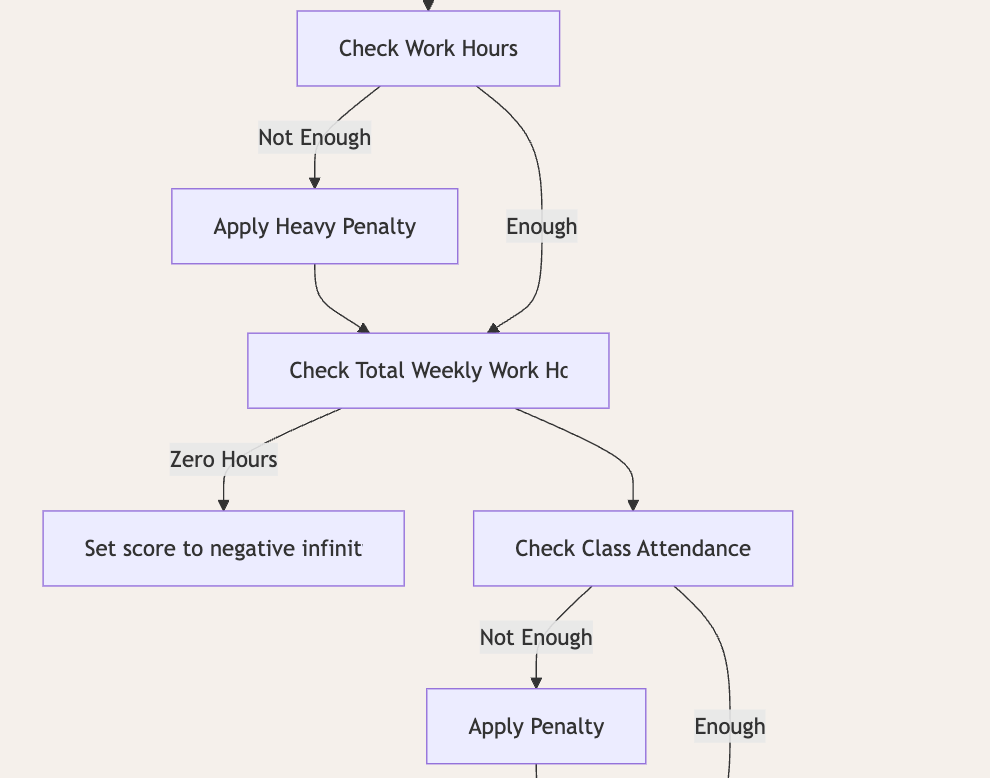 Check Work Hours
Not Enough
Apply Heavy Penalty
Enough
Check Total Weekly Work Hc
Zero Hours
Set score to negative infinit
Check Class Attendance
Not Enough
Apply Penalty
Enough